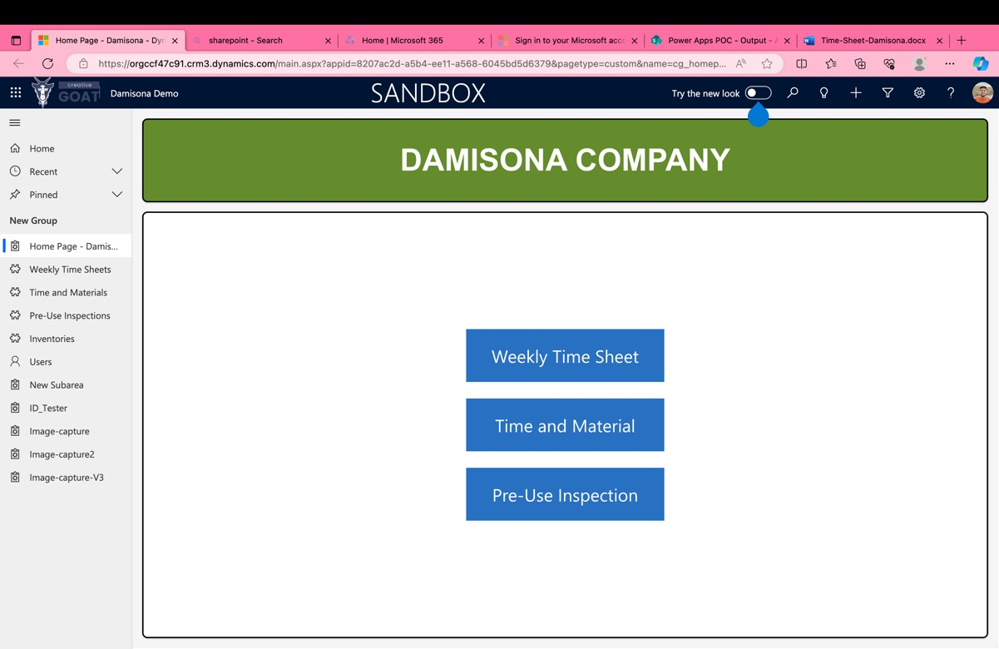 Home Page - Damisona - Dyn
sharepoint - Search
Home | Microsoft 365
Sign in to your Microsoft acco
Power Apps POC - Output - A
Time-Sheet-Damisona.docx
https://orgccf47c91.crm3.dynamics.com/main.aspx?appid=8207ac2d-a5b4-ee11-a568-6045bd5d6379&pagetype=custom&name=cg_homep...
creative
GOAT
Damisona Demo
SANDBOX
Try the new look
Home
Recent
Pinned
New Group
Home Page - Damis...
Weekly Time Sheets
Time and Materials
Pre-Use Inspections
Inventories
Users
New Subarea
ID_Tester
Image-capture
Image-capture2
Image-capture-V3
DAMISONA COMPANY
Weekly Time Sheet
Time and Material
Pre-Use Inspection